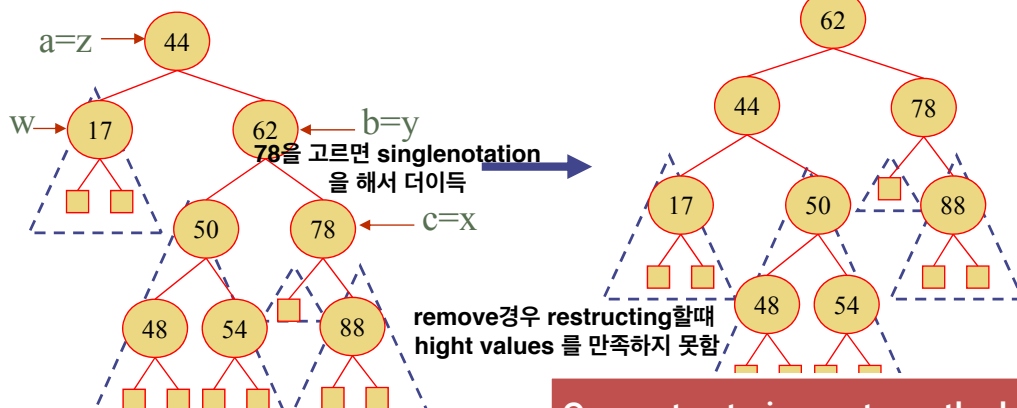 a=z
44
w
17
62
b=y
78을 고르면 singlenotation
을 해서 더이득
50
78
c=x
48
54
88
remove경우 restructing할떄
hight values 를 만족하지 못함
62
44
78
17
50
88
48
54